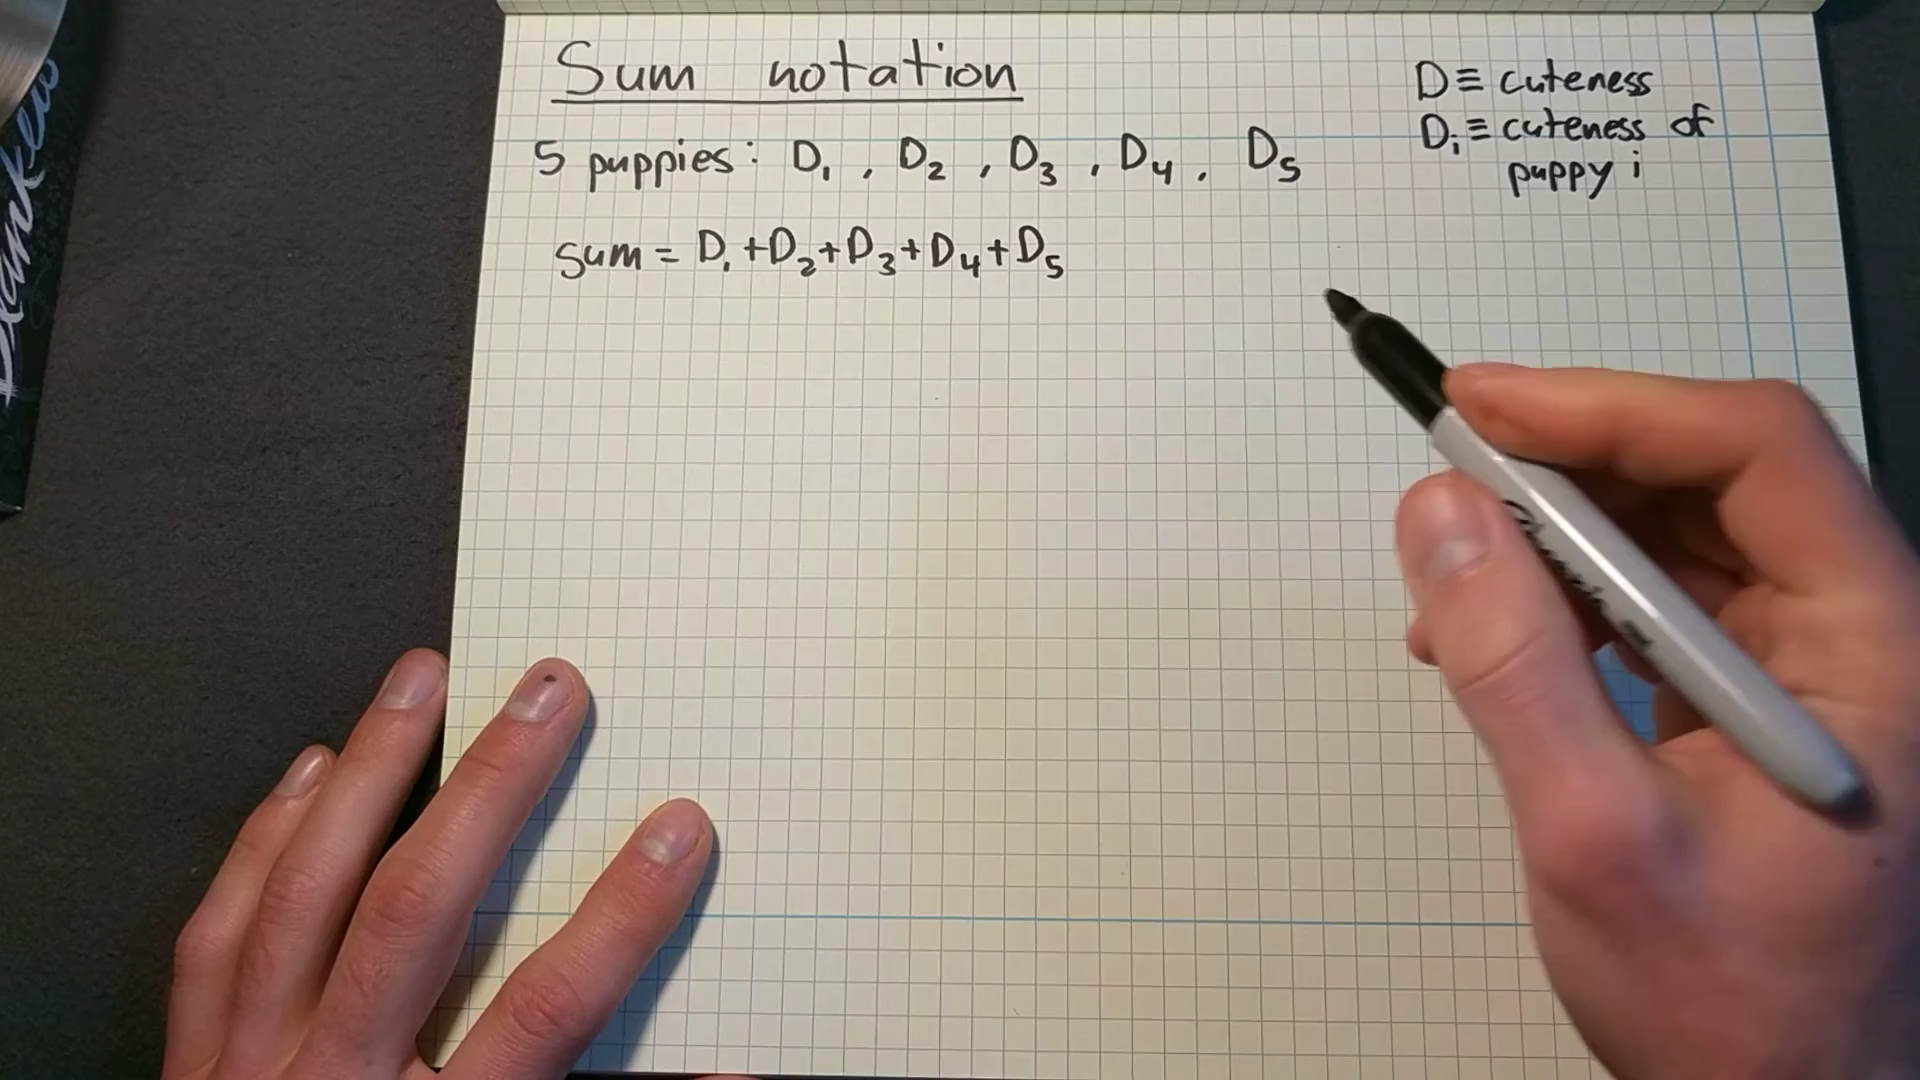 Sum notation
5 puppies: D₁, D₂, D₃, D₄, D₅
sum = D₁+D₂+D₃+D₄+D₅
D ≡ cuteness
Dᵢ ≡ cuteness of
puppy i